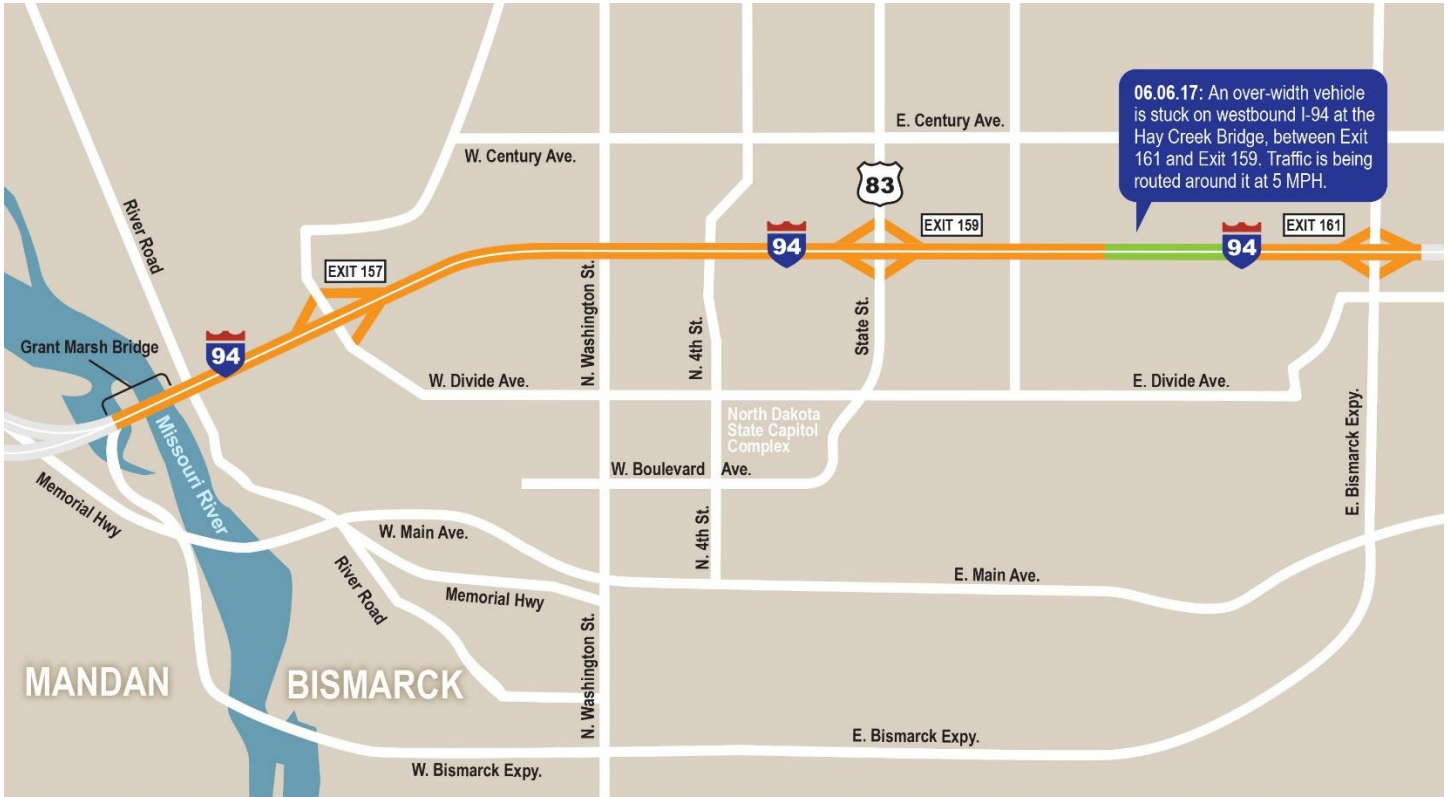 06.06.17: An over-width vehicle
is stuck on westbound I-94 at the
Hay Creek Bridge, between Exit
161 and Exit 159. Traffic is being
routed around it at 5 MPH.
E. Century Ave.
W. Century Ave.
83
River Road
EXIT 159
EXIT 161
94
94
EXIT 157
N. Washington St.
N. 4th St.
State St.
Grant Marsh Bridge
94
W. Divide Ave.
E. Divide Ave.
North Dakota
State Capitol
Complex
E. Bismarck Expy.
Missouri River
W. Boulevard Ave.
Memorial Hwy
W. Main Ave.
N. 4th St.
E. Main Ave.
River Road
Memorial Hwy
N. Washington St.
MANDAN
BISMARCK
E. Bismarck Expy.
W. Bismarck Expy.